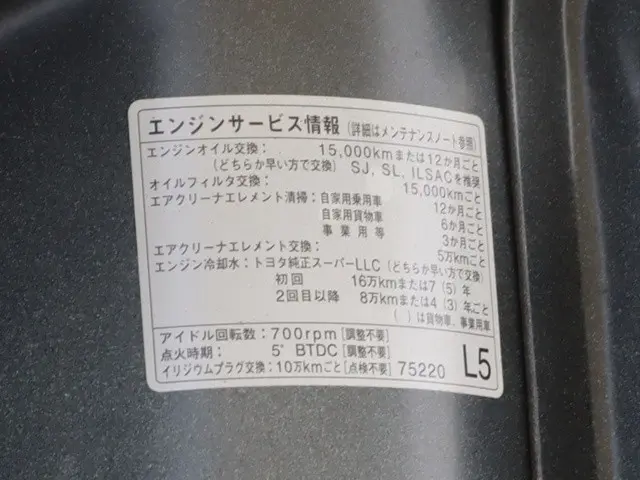 エンジンサービス情報（詳細はメンテナンスノート参照）
エンジンオイル交換： 15,000kmまたは12か月ごと
（どちらか早い方で交換） SJ, SL, ILSACを推奨
オイルフィルタ交換： 15,000kmごと
エアクリーナエレメント清掃：自家用乗用車 12か月ごと
自家用貨物車 6か月ごと
事業用等 3か月ごと
エアクリーナエレメント交換： 5万kmごと
エンジン冷却水：トヨタ純正スーパーLLC（どちらか早い方で交換）
初回 16万kmまたは7（5）年
2回目以降 8万kmまたは4（3）年ごと
（ ）は貨物車、事業用車
アイドル回転数：700rpm［調整不要］
点火時期： 5° BTDC［調整不要］
イリジウムプラグ交換：10万kmごと［点検不要］ 75220 L5